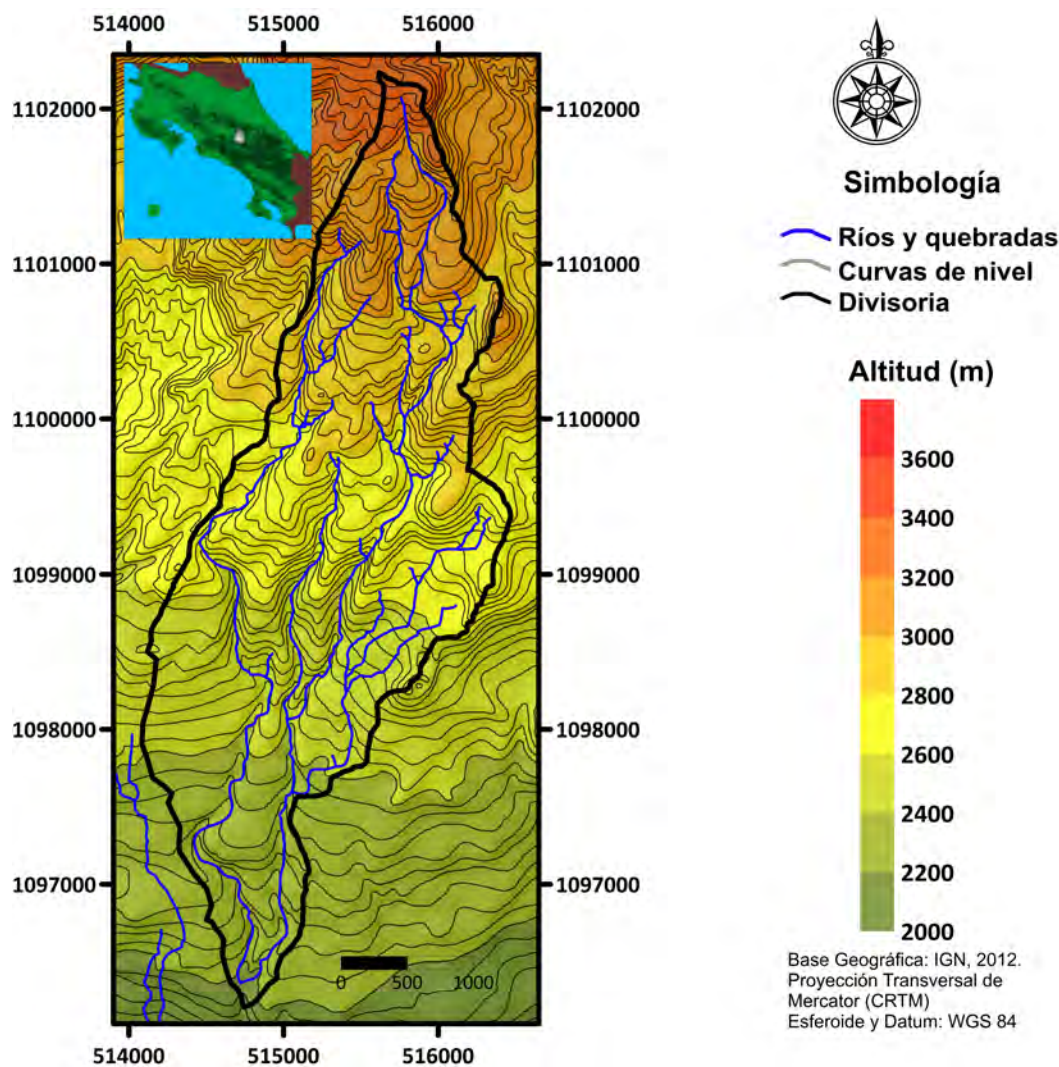 514000 515000 516000
1102000 1102000
1101000 1101000
1100000 1100000
1099000 1099000
1098000 1098000
1097000 1097000
0 500 1000
514000 515000 516000
Simbología
Ríos y quebradas
Curvas de nivel
Divisoria
Altitud (m)
3600
3400
3200
3000
2800
2600
2400
2200
2000
Base Geográfica: IGN, 2012.
Proyección Transversal de
Mercator (CRTM)
Esferoide y Datum: WGS 84